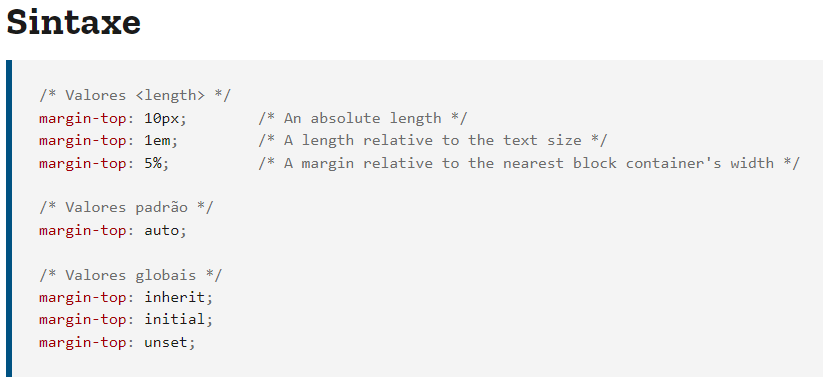 Sintaxe
/* Valores <length> */
margin-top: 10px;        /* An absolute length */
margin-top: 1em;         /* A length relative to the text size */
margin-top: 5%;          /* A margin relative to the nearest block container's width */
/* Valores padrão */
margin-top: auto;
/* Valores globais */
margin-top: inherit;
margin-top: initial;
margin-top: unset;